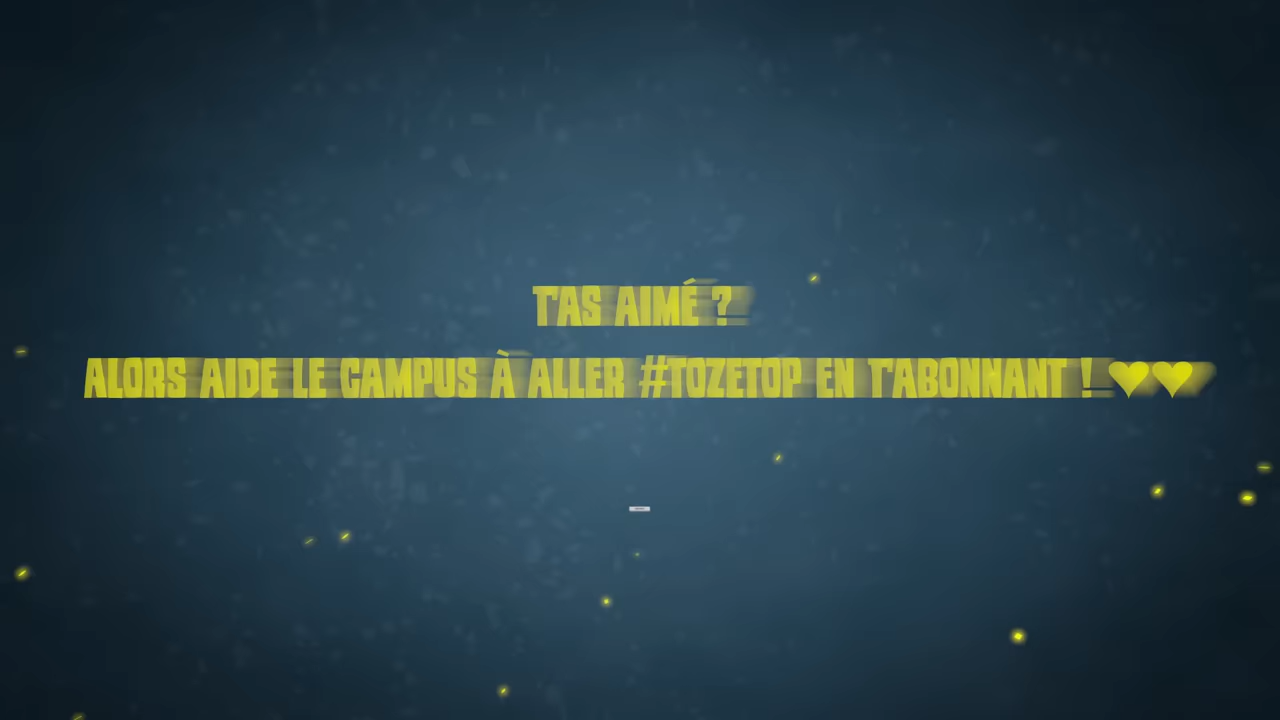 T'AS AIMÉ ?
ALORS AIDE LE CAMPUS À ALLER #TOZETOP EN T'ABONNANT ! ♥♥